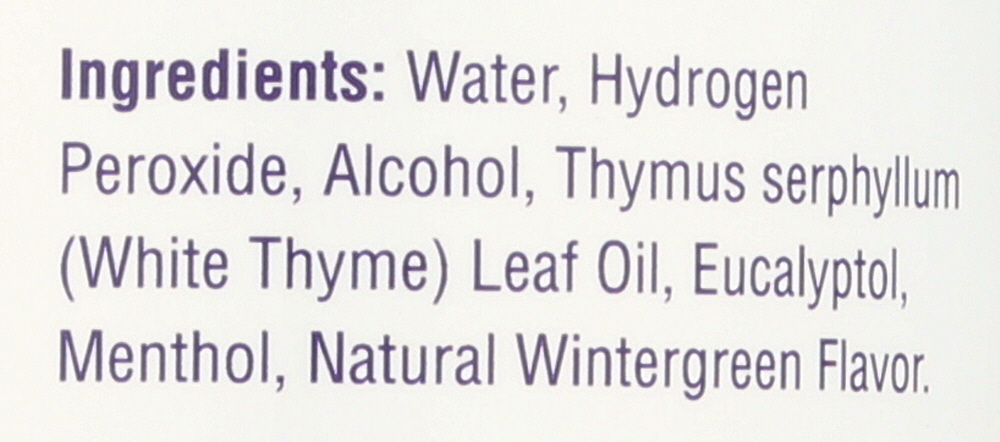 Ingredients: Water, Hydrogen
Peroxide, Alcohol, Thymus serphyllum
(White Thyme) Leaf Oil, Eucalyptol,
Menthol, Natural Wintergreen Flavor.